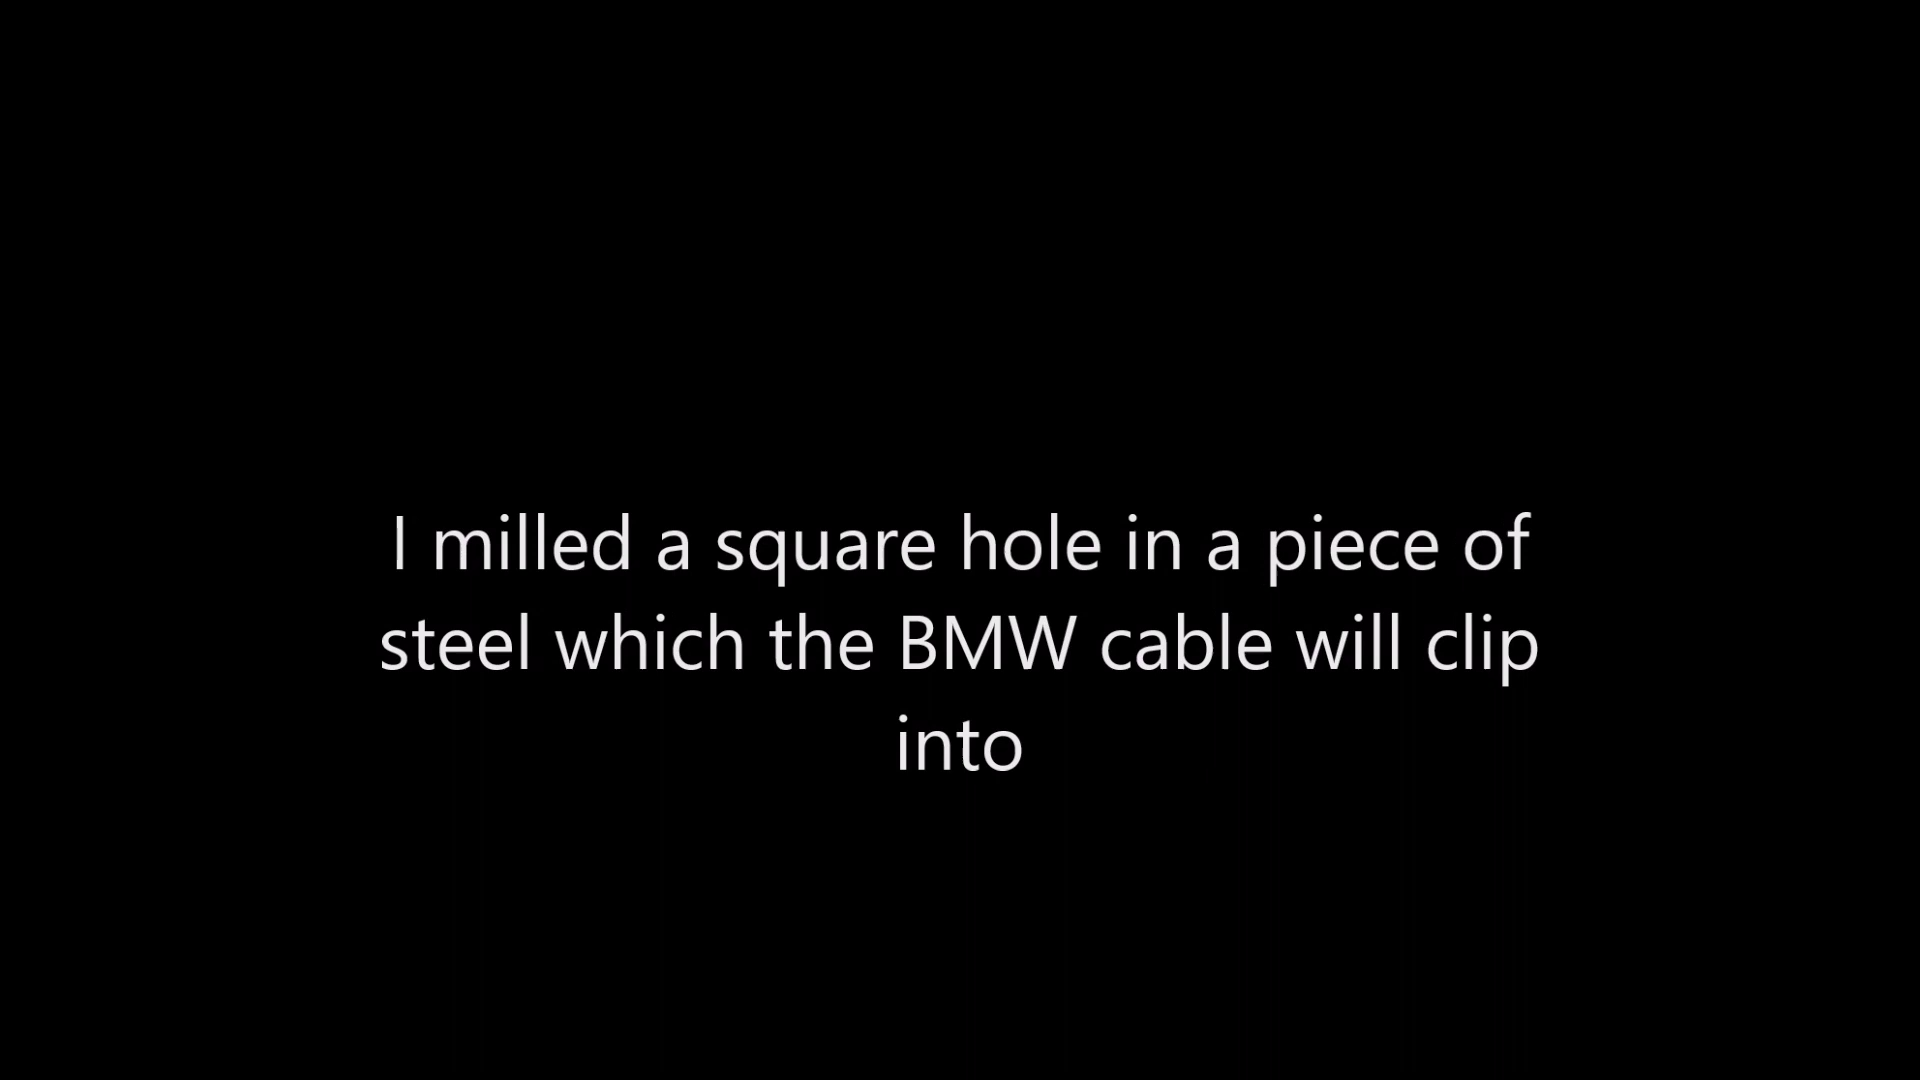 I milled a square hole in a piece of
steel which the BMW cable will clip
into